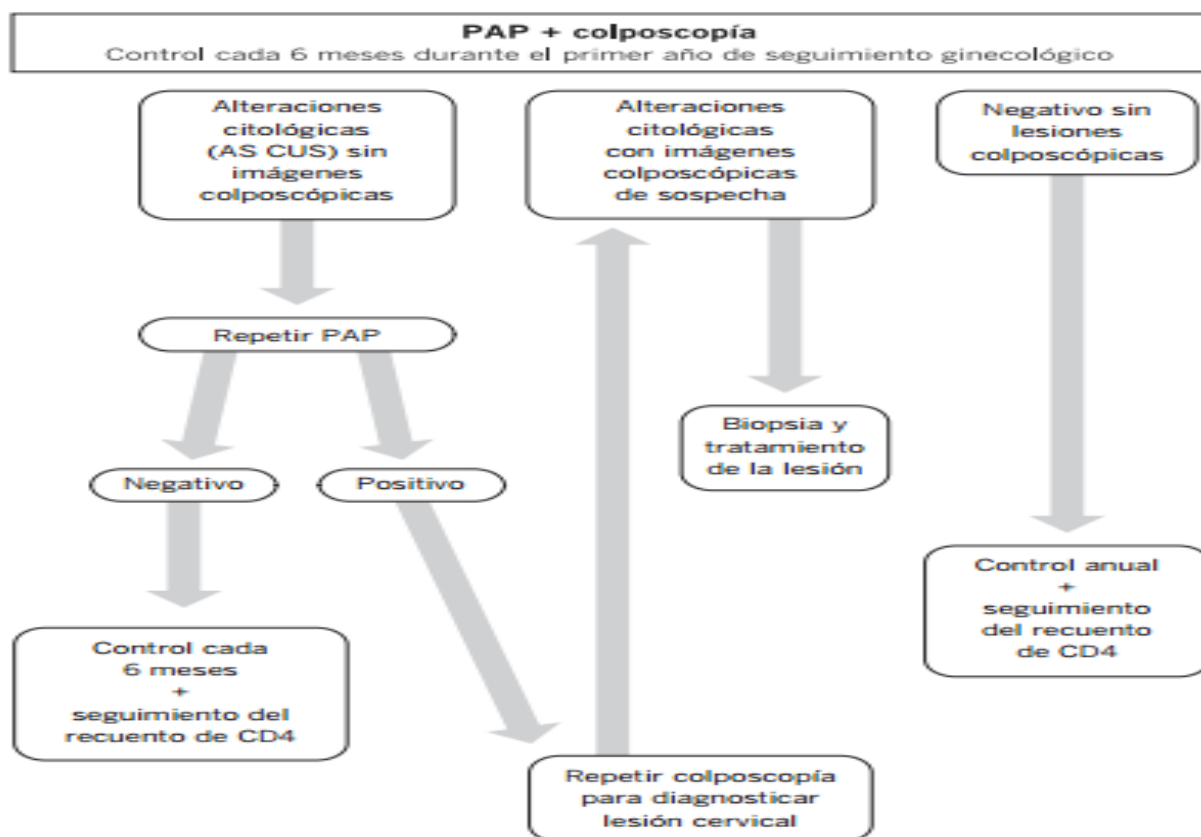 PAP + colposcopía
Control cada 6 meses durante el primer año de seguimiento ginecológico
Alteraciones
citológicas
(AS CUS) sin
imágenes
colposcópicas
Alteraciones
citológicas
con imágenes
colposcópicas
de sospecha
Negativo sin
lesiones
colposcópicas
Repetir PAP
Biopsia y
tratamiento
de la lesión
Negativo
Positivo
Control anual
+
seguimiento
del recuento
de CD4
Control cada
6 meses
+
seguimiento del
recuento de CD4
Repetir colposcopía
para diagnosticar
lesión cervical